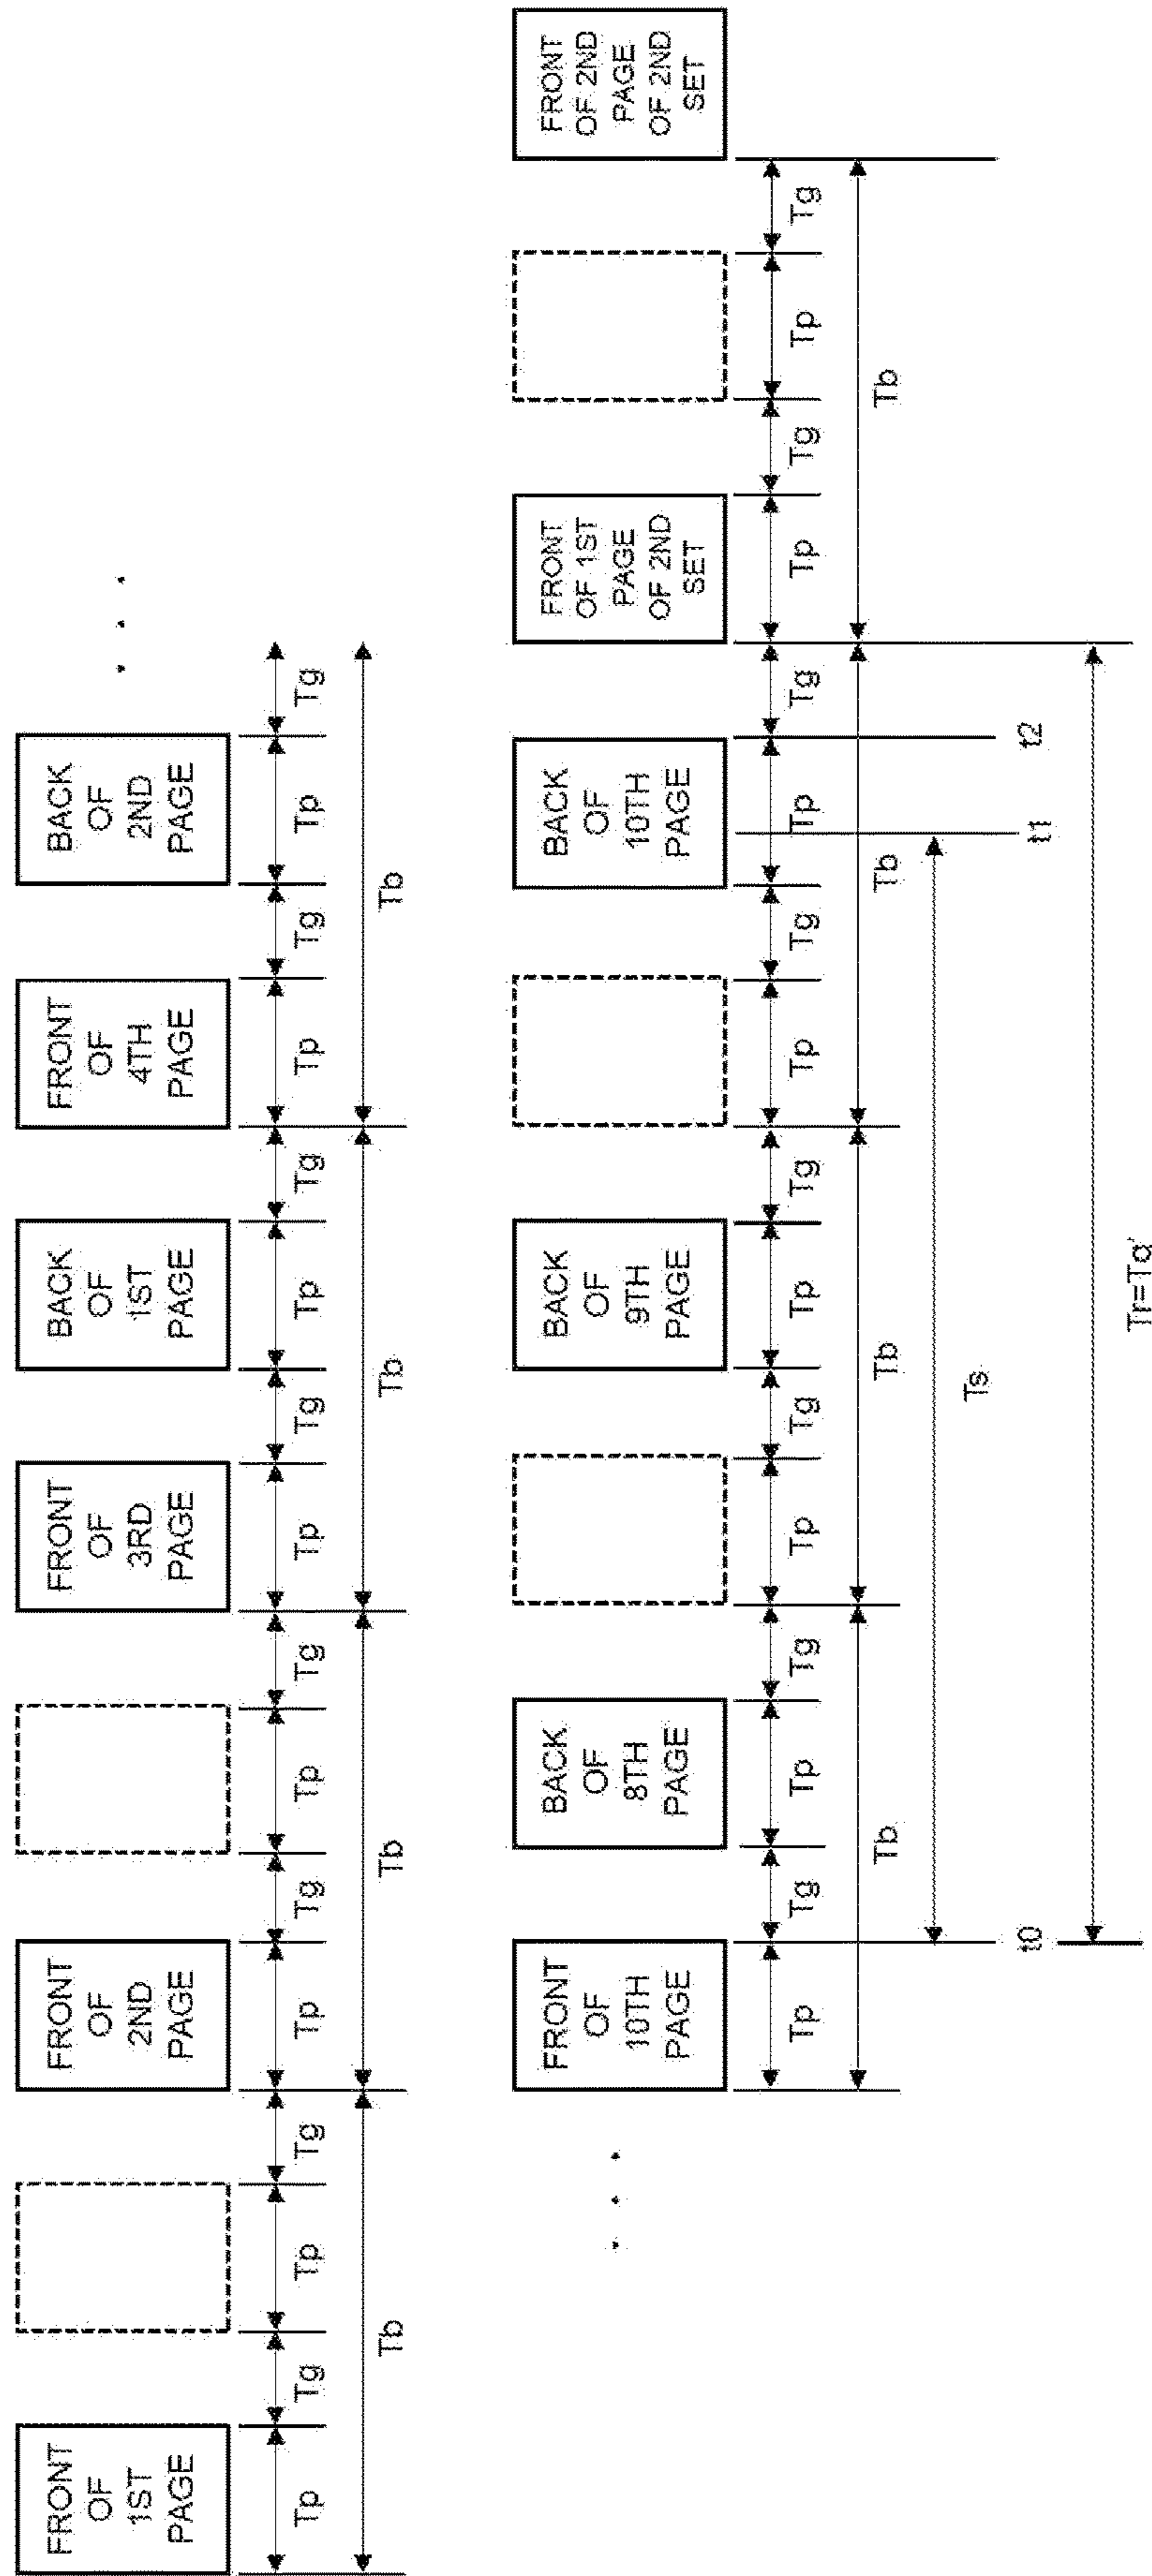 FRONT
OF
1ST
PAGE
FRONT
OF
2ND
PAGE
FRONT
OF
3RD
PAGE
BACK
OF
1ST
PAGE
FRONT
OF
4TH
PAGE
BACK
OF
2ND
PAGE
. . .
Tp Tg Tp Tg Tp Tg Tp Tg Tp Tg Tp Tg Tp Tg Tp Tg
Tb Tb Tb Tb
. . .
FRONT
OF
10TH
PAGE
BACK
OF
8TH
PAGE
BACK
OF
9TH
PAGE
BACK
OF
10TH
PAGE
FRONT
OF 1ST
PAGE
OF 2ND
SET
FRONT
OF 2ND
PAGE
OF 2ND
SET
Tp Tg Tp Tg Tp Tg Tp Tg Tp Tg Tp Tg Tp Tg
Tb Tb Tb Tb
Ts
t0 t1 t2
Tr=Ta'